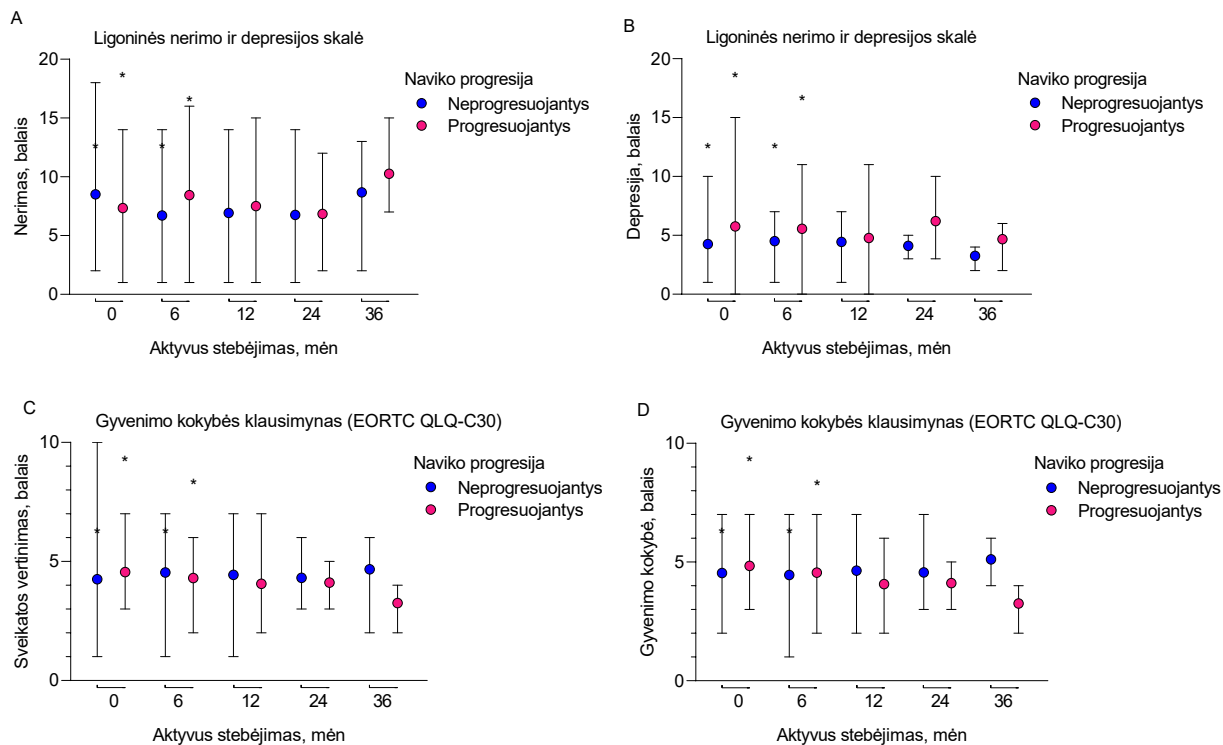 A
Ligoninės nerimo ir depresijos skalė
20
15
10
5
0
Nerimas, balais
* * * *
Naviko progresija
Neprogresuojantys
Progresuojantys
0 6 12 24 36
Aktyvus stebėjimas, mėn
B
Ligoninės nerimo ir depresijos skalė
20
15
10
5
0
Depresija, balais
* * * *
Naviko progresija
Neprogresuojantys
Progresuojantys
0 6 12 24 36
Aktyvus stebėjimas, mėn
C
Gyvenimo kokybės klausimynas (EORTC QLQ-C30)
10
5
0
Sveikatos vertinimas, balais
* * * *
Naviko progresija
Neprogresuojantys
Progresuojantys
0 6 12 24 36
Aktyvus stebėjimas, mėn
D
Gyvenimo kokybės klausimynas (EORTC QLQ-C30)
10
5
0
Gyvenimo kokybė, balais
* * * *
Naviko progresija
Neprogresuojantys
Progresuojantys
0 6 12 24 36
Aktyvus stebėjimas, mėn